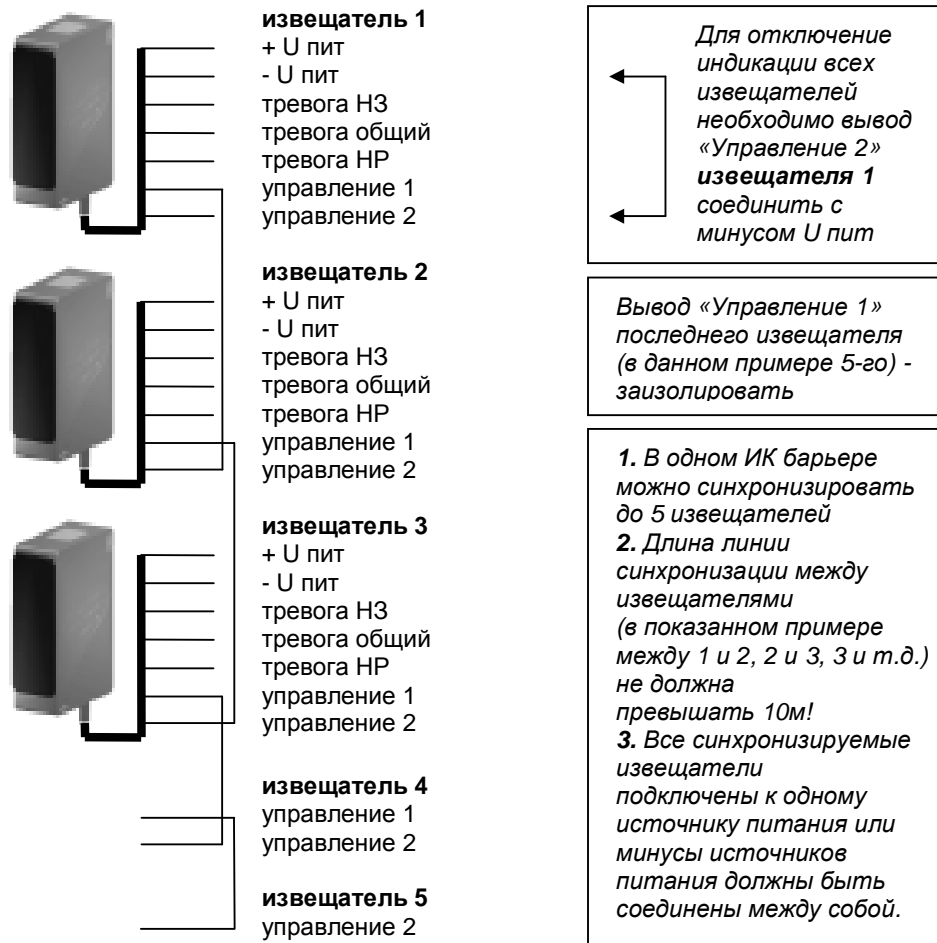 извещатель 1
+ U пит
- U пит
тревога НЗ
тревога общий
тревога НР
управление 1
управление 2
извещатель 2
+ U пит
- U пит
тревога НЗ
тревога общий
тревога НР
управление 1
управление 2
извещатель 3
+ U пит
- U пит
тревога НЗ
тревога общий
тревога НР
управление 1
управление 2
извещатель 4
управление 1
управление 2
извещатель 5
управление 2
Для отключение
индикации всех
извещателей
необходимо вывод
«Управление 2»
извещателя 1
соединить с
минусом U пит
Вывод «Управление 1»
последнего извещателя
(в данном примере 5-го) -
заизолировать
1. В одном ИК барьере
можно синхронизировать
до 5 извещателей
2. Длина линии
синхронизации между
извещателями
(в показанном примере
между 1 и 2, 2 и 3, 3 и т.д.)
не должна
превышать 10м!
3. Все синхронизируемые
извещатели
подключены к одному
источнику питания или
минусы источников
питания должны быть
соединены между собой.